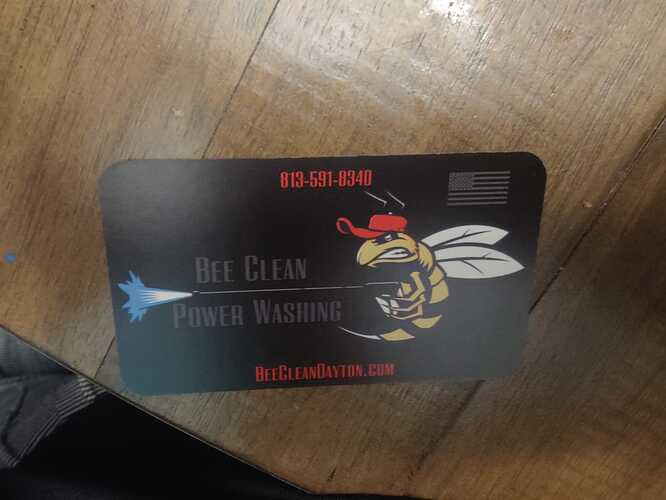 813-591-8340
BEE CLEAN
POWER WASHING
BEECLEANDAYTON.COM